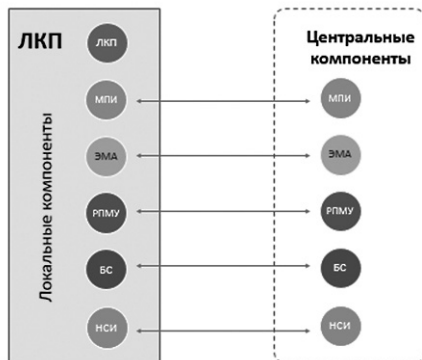 ЛКП
ЛКП
МПИ
ЭМА
РПМУ
БС
НСИ
Локальные компоненты
Центральные
компоненты
МПИ
ЭМА
РПМУ
БС
НСИ